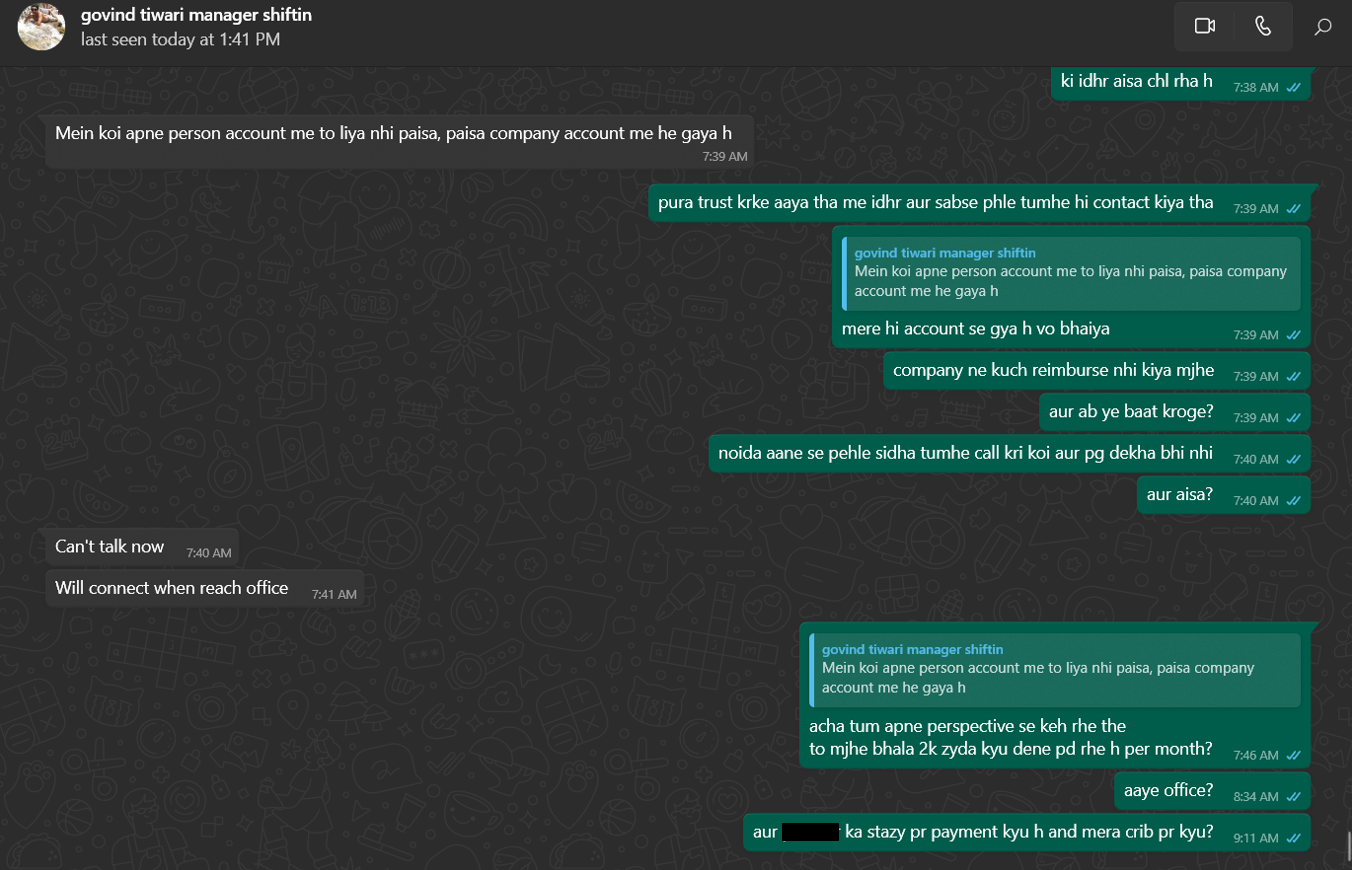 govind tiwari manager shiftin
last seen today at 1:41 PM
ki idhr aisa chl rha h 7:38 AM
Mein koi apne person account me to liya nhi paisa, paisa company account me he gaya h
7:39 AM
pura trust krke aaya tha me idhr aur sabse phle tumhe hi contact kiya tha 7:39 AM
govind tiwari manager shiftin
Mein koi apne person account me to liya nhi paisa, paisa company
account me he gaya h
mere hi account se gya h vo bhaiya 7:39 AM
company ne kuch reimburse nhi kiya mjhe 7:39 AM
aur ab ye baat kroge? 7:39 AM
noida aane se pehle sidha tumhe call kri koi aur pg dekha bhi nhi 7:40 AM
aur aisa? 7:40 AM
Can't talk now 7:40 AM
Will connect when reach office 7:41 AM
govind tiwari manager shiftin
Mein koi apne person account me to liya nhi paisa, paisa company
account me he gaya h
acha tum apne perspective se keh rhe the
to mjhe bhala 2k zyda kyu dene pd rhe h per month? 7:46 AM
aaye office? 8:34 AM
aur ka stazy pr payment kyu h and mera crib pr kyu? 9:11 AM